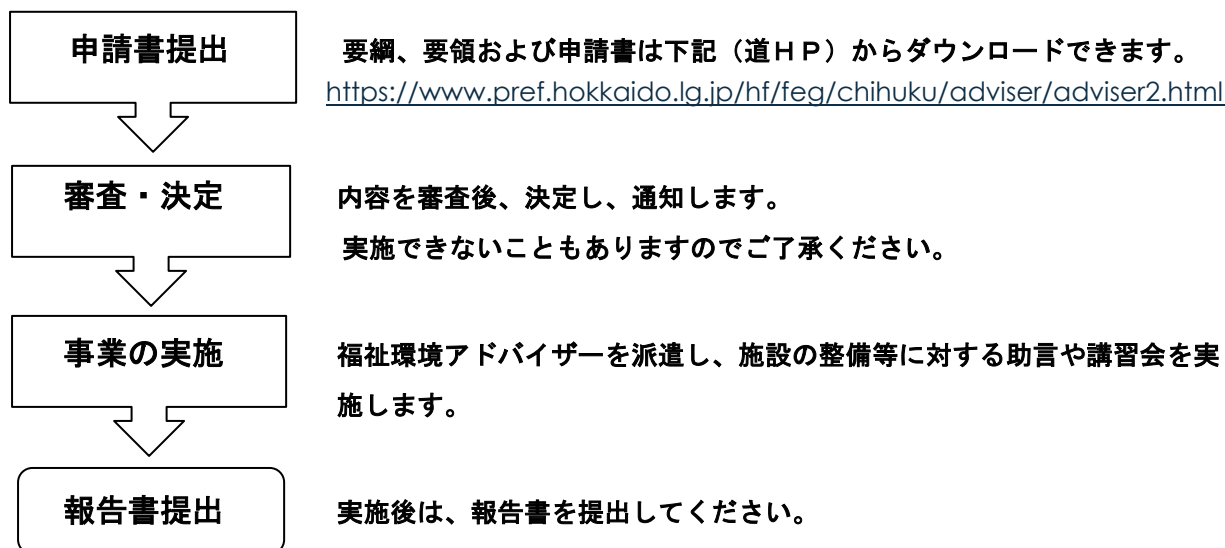 申請書提出
要綱、要領および申請書は下記（道ＨＰ）からダウンロードできます。
https://www.pref.hokkaido.lg.jp/hf/feg/chihuku/adviser/adviser2.html
審査・決定
内容を審査後、決定し、通知します。
実施できないこともありますのでご了承ください。
事業の実施
福祉環境アドバイザーを派遣し、施設の整備等に対する助言や講習会を実
施します。
報告書提出
実施後は、報告書を提出してください。